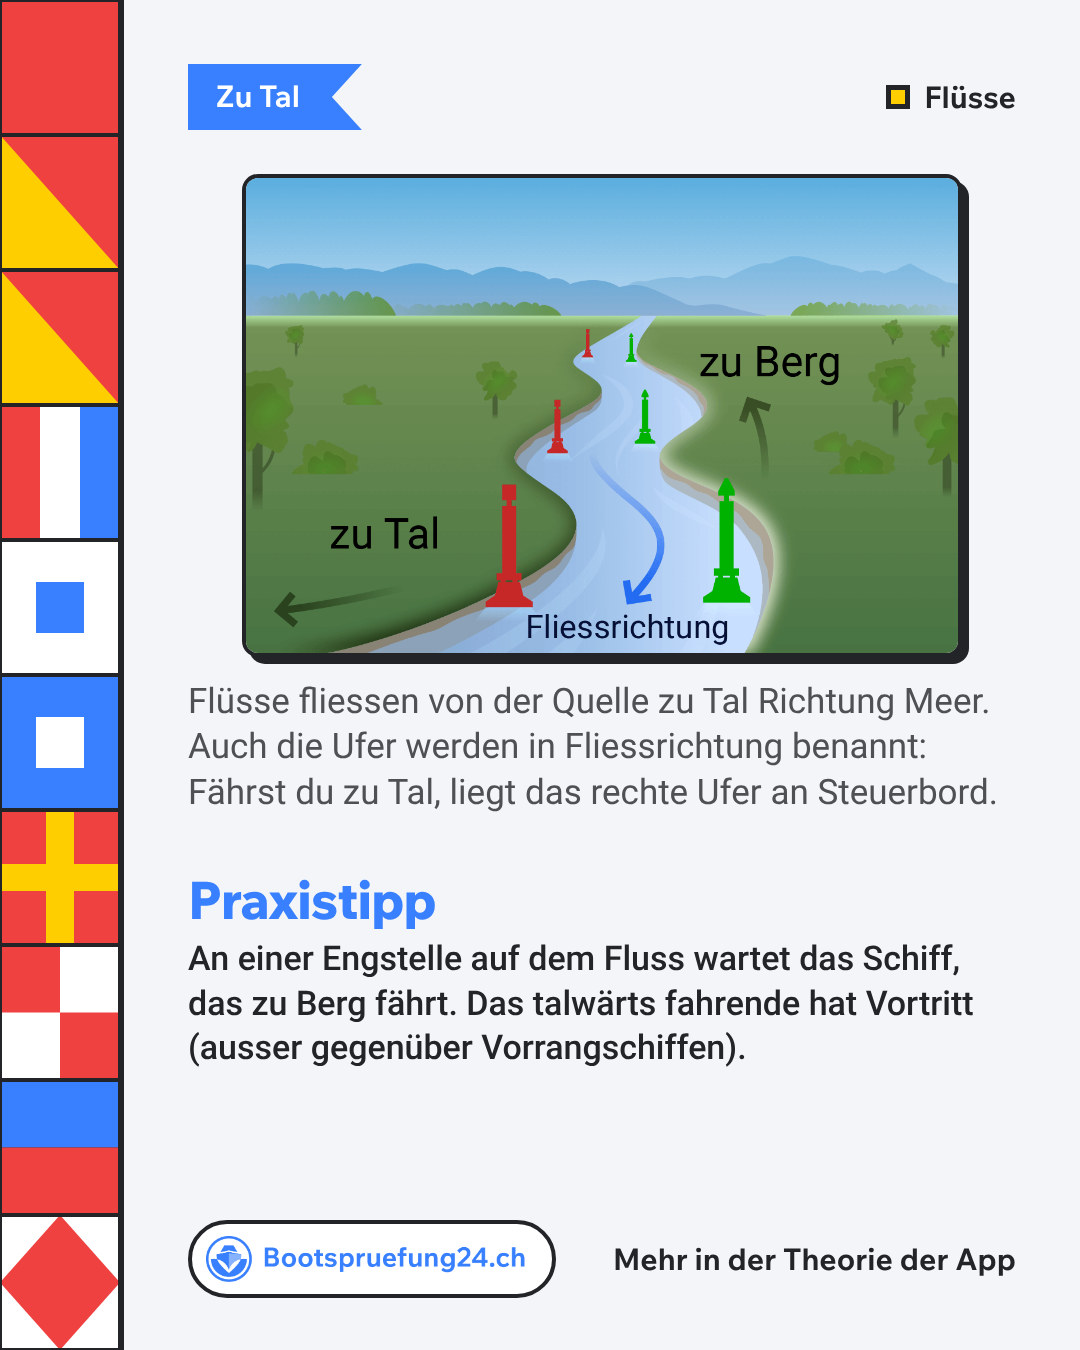 Zu Tal
Flüsse
zu Berg
zu Tal
Fliessrichtung
Flüsse fliessen von der Quelle zu Tal Richtung Meer.
Auch die Ufer werden in Fliessrichtung benannt:
Fährst du zu Tal, liegt das rechte Ufer an Steuerbord.
Praxistipp
An einer Engstelle auf dem Fluss wartet das Schiff,
das zu Berg fährt. Das talwärts fahrende hat Vortritt
(ausser gegenüber Vorrangschiffen).
Bootspruefung24.ch
Mehr in der Theorie der App